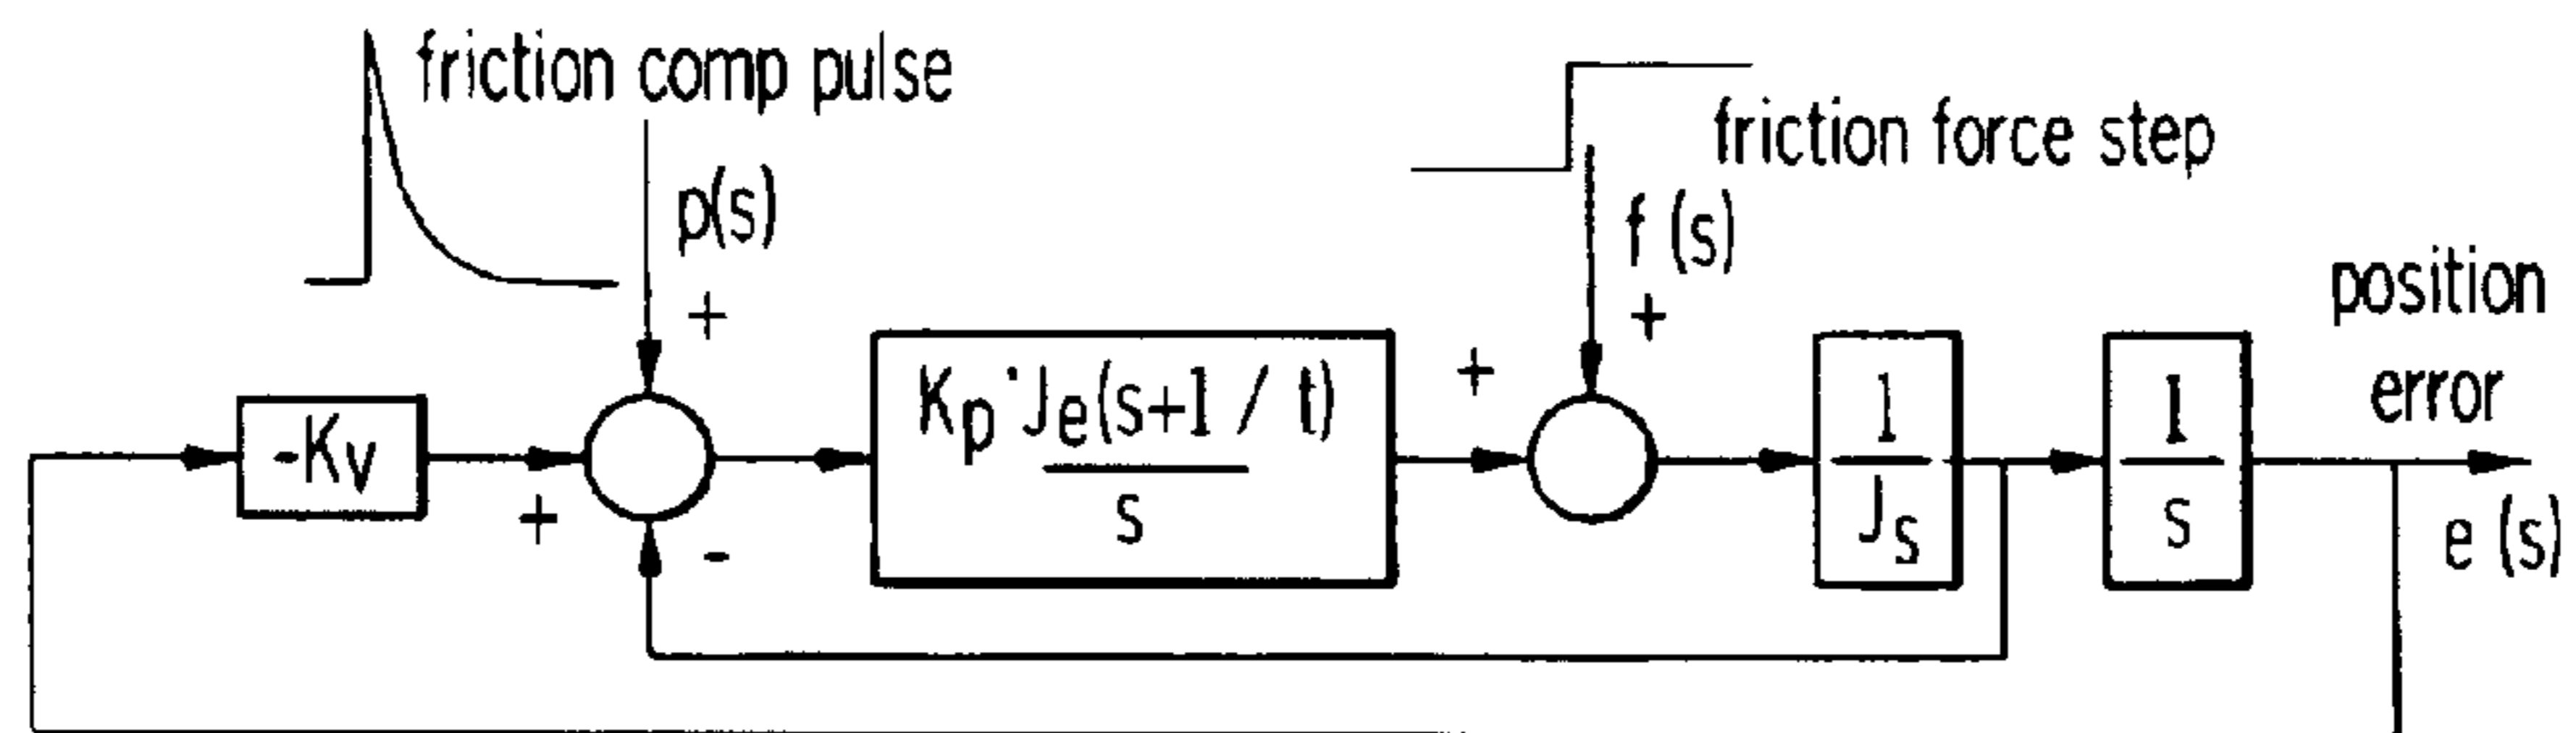 friction comp pulse
p(s)
+
friction force step
f (s)
+
position
error
e (s)
-Kv
+
-
Kp·Je(s+1 / t)
s
+
1
Js
1
s